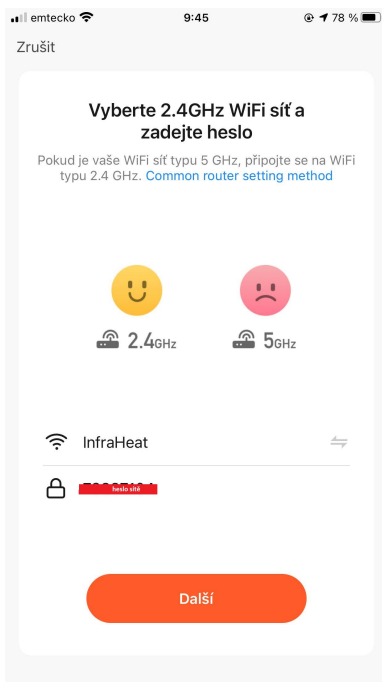 emtecko 9:45 78 %
Zrušit
Vyberte 2.4GHz WiFi síť a
zadejte heslo
Pokud je vaše WiFi síť typu 5 GHz, připojte se na WiFi
typu 2.4 GHz. Common router setting method
2.4GHz 5GHz
InfraHeat
heslo sítě
Další